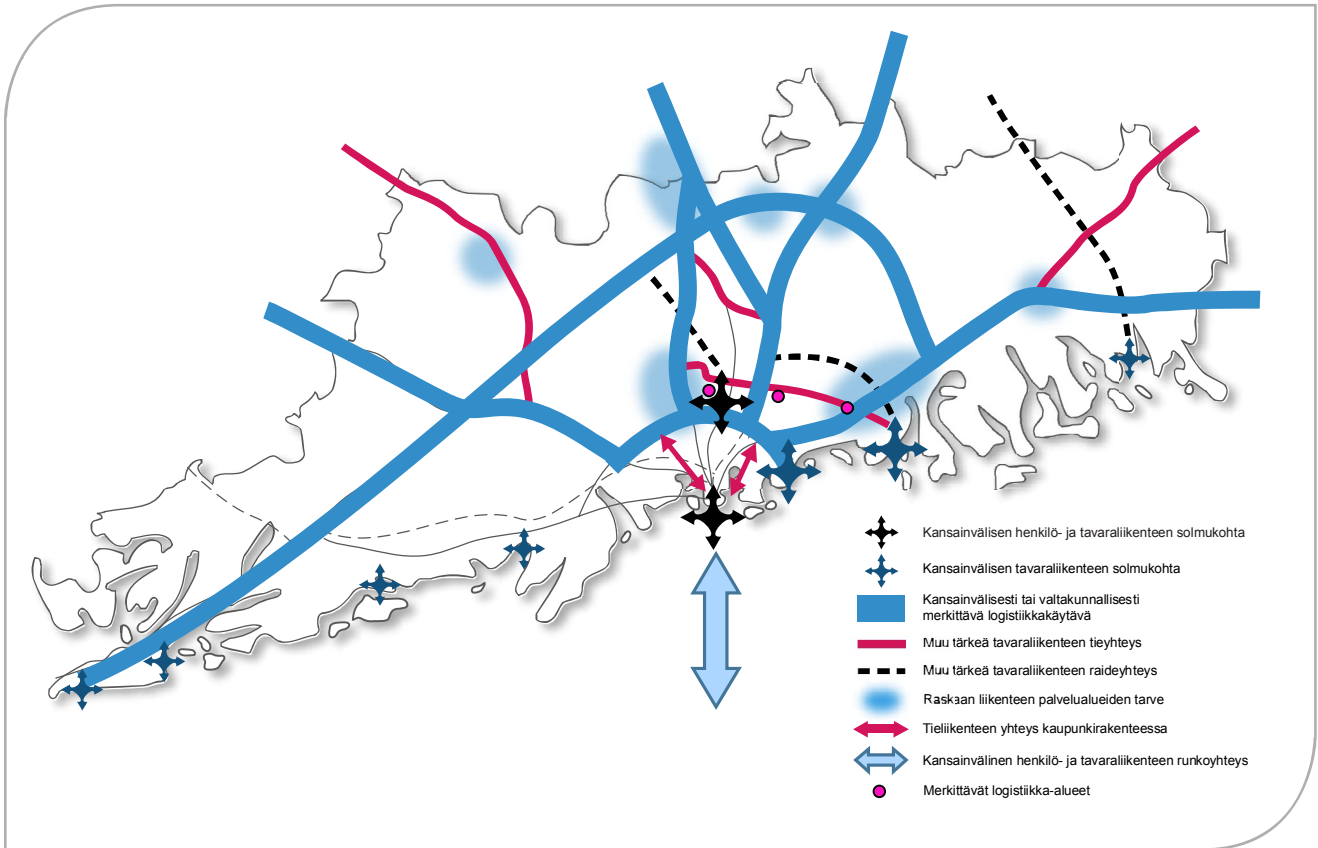 Kansainvälisen henkilö- ja tavaraliikenteen solmukohta
Kansainvälisen tavaraliikenteen solmukohta
Kansainvälisesti tai valtakunnallisesti
merkittävä logistiikkakäytävä
Muu tärkeä tavaraliikenteen tieyhteys
Muu tärkeä tavaraliikenteen raideyhteys
Raskaan liikenteen palvelualueiden tarve
Tieliikenteen yhteys kaupunkirakenteessa
Kansainvälinen henkilö- ja tavaraliikenteen runkoyhteys
Merkittävät logistiikka-alueet